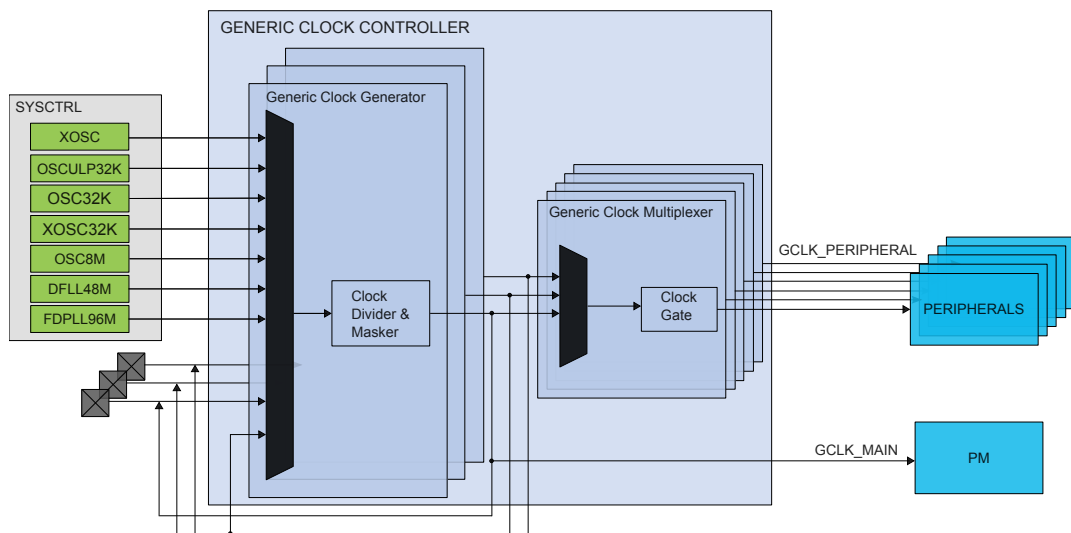 GENERIC CLOCK CONTROLLER
Generic Clock Generator
SYSCTRL
XOSC
OSCULP32K
OSC32K
XOSC32K
OSC8M
DFLL48M
FDPLL96M
Clock
Divider &
Masker
Generic Clock Multiplexer
Clock
Gate
GCLK_PERIPHERAL
PERIPHERALS
GCLK_MAIN
PM